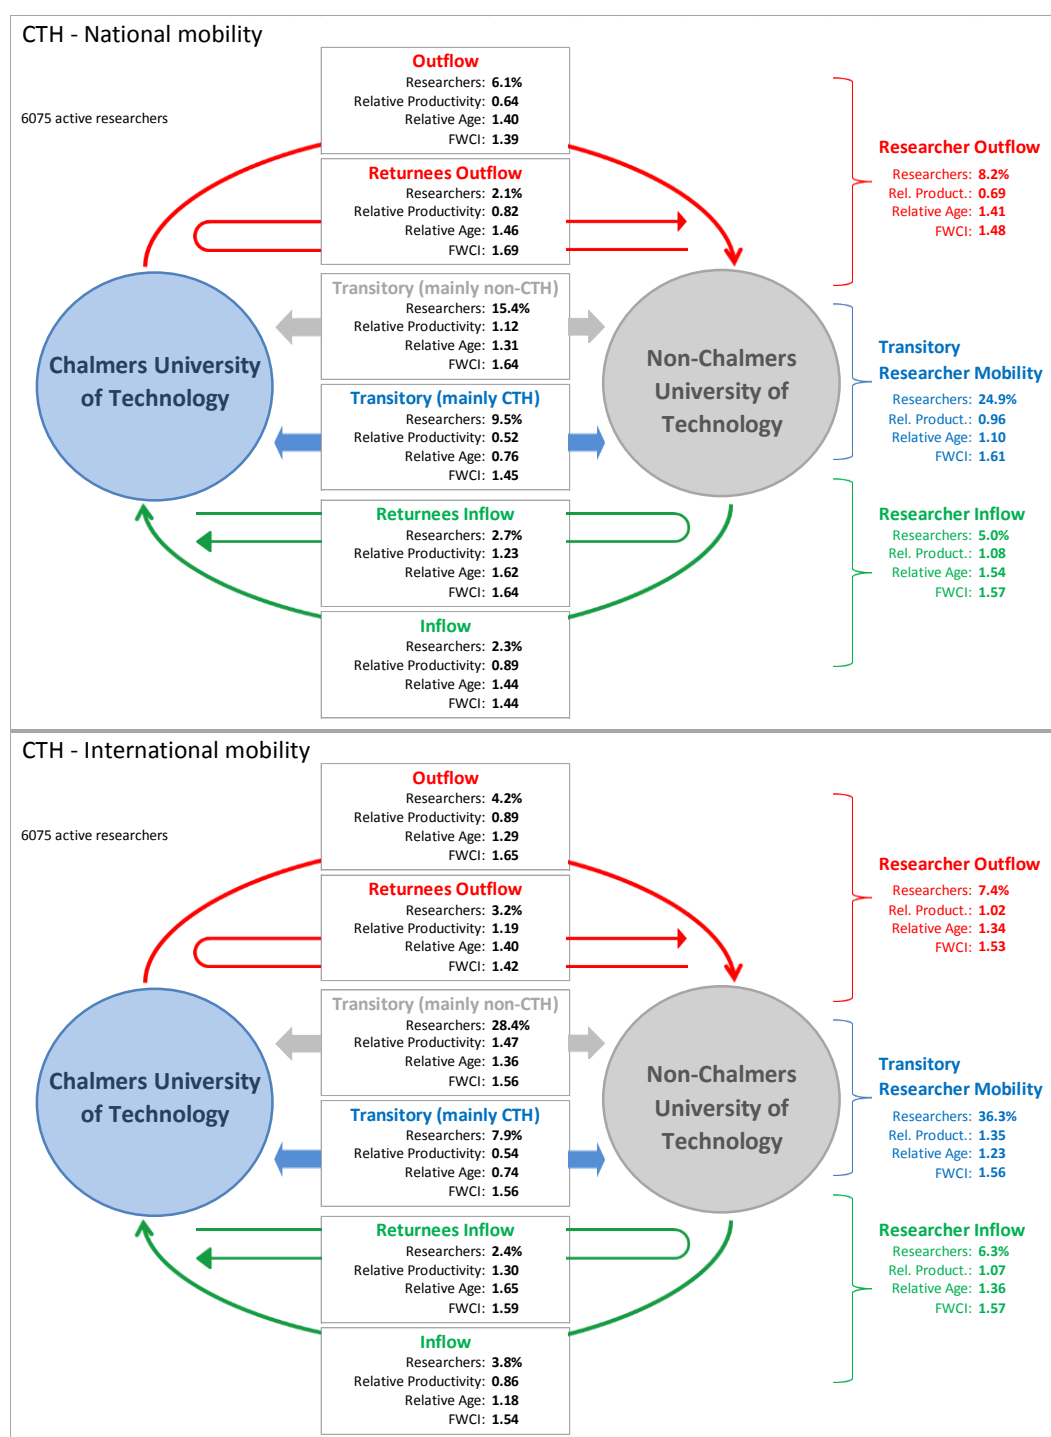 CTH - National mobility
6075 active researchers
Outflow
Researchers: 6.1%
Relative Productivity: 0.64
Relative Age: 1.40
FWCI: 1.39
Returnees Outflow
Researchers: 2.1%
Relative Productivity: 0.82
Relative Age: 1.46
FWCI: 1.69
Transitory (mainly non-CTH)
Researchers: 15.4%
Relative Productivity: 1.12
Relative Age: 1.31
FWCI: 1.64
Transitory (mainly CTH)
Researchers: 9.5%
Relative Productivity: 0.52
Relative Age: 0.76
FWCI: 1.45
Returnees Inflow
Researchers: 2.7%
Relative Productivity: 1.23
Relative Age: 1.62
FWCI: 1.64
Inflow
Researchers: 2.3%
Relative Productivity: 0.89
Relative Age: 1.44
FWCI: 1.44
Chalmers University
of Technology
Non-Chalmers
University of
Technology
Researcher Outflow
Researchers: 8.2%
Rel. Product.: 0.69
Relative Age: 1.41
FWCI: 1.48
Transitory
Researcher Mobility
Researchers: 24.9%
Rel. Product.: 0.96
Relative Age: 1.10
FWCI: 1.61
Researcher Inflow
Researchers: 5.0%
Rel. Product.: 1.08
Relative Age: 1.54
FWCI: 1.57
CTH - International mobility
6075 active researchers
Outflow
Researchers: 4.2%
Relative Productivity: 0.89
Relative Age: 1.29
FWCI: 1.65
Returnees Outflow
Researchers: 3.2%
Relative Productivity: 1.19
Relative Age: 1.40
FWCI: 1.42
Transitory (mainly non-CTH)
Researchers: 28.4%
Relative Productivity: 1.47
Relative Age: 1.36
FWCI: 1.56
Transitory (mainly CTH)
Researchers: 7.9%
Relative Productivity: 0.54
Relative Age: 0.74
FWCI: 1.56
Returnees Inflow
Researchers: 2.4%
Relative Productivity: 1.30
Relative Age: 1.65
FWCI: 1.59
Inflow
Researchers: 3.8%
Relative Productivity: 0.86
Relative Age: 1.18
FWCI: 1.54
Chalmers University
of Technology
Non-Chalmers
University of
Technology
Researcher Outflow
Researchers: 7.4%
Rel. Product.: 1.02
Relative Age: 1.34
FWCI: 1.53
Transitory
Researcher Mobility
Researchers: 36.3%
Rel. Product.: 1.35
Relative Age: 1.23
FWCI: 1.56
Researcher Inflow
Researchers: 6.3%
Rel. Product.: 1.07
Relative Age: 1.36
FWCI: 1.57